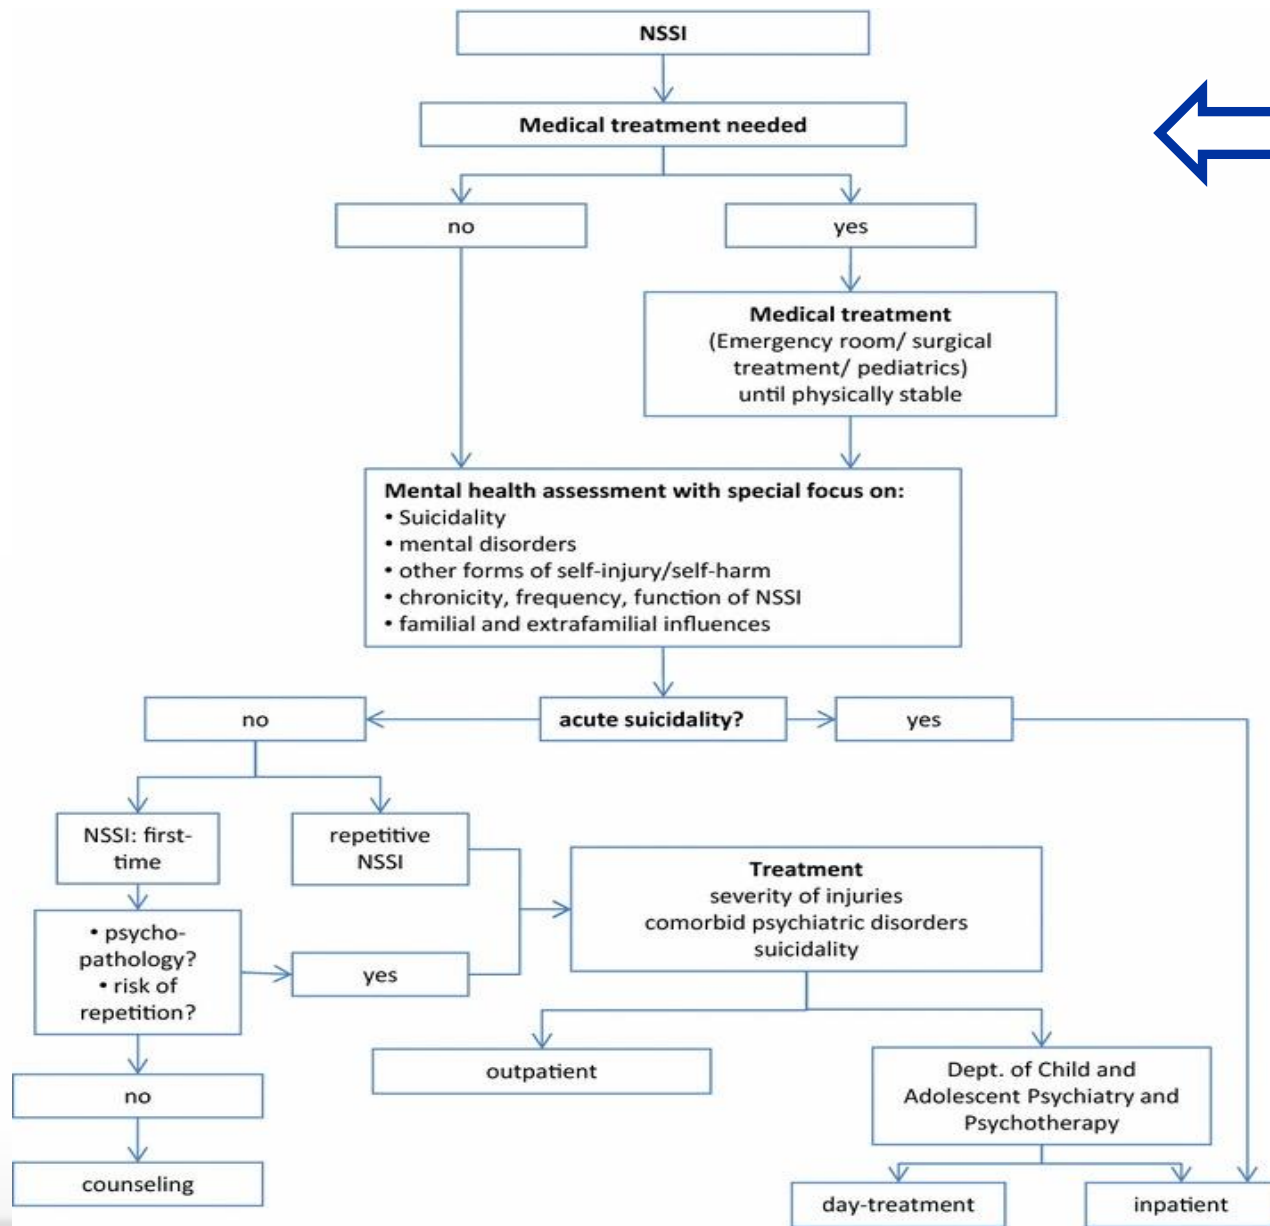 NSSI
Medical treatment needed
no
yes
Medical treatment
(Emergency room/ surgical
treatment/ pediatrics)
until physically stable
Mental health assessment with special focus on:
• Suicidality
• mental disorders
• other forms of self-injury/self-harm
• chronicity, frequency, function of NSSI
• familial and extrafamilial influences
no
acute suicidality?
yes
NSSI: first-
time
repetitive
NSSI
Treatment
severity of injuries
comorbid psychiatric disorders
suicidality
• psycho-
pathology?
• risk of
repetition?
yes
outpatient
Dept. of Child and
Adolescent Psychiatry and
Psychotherapy
no
counseling
day-treatment
inpatient